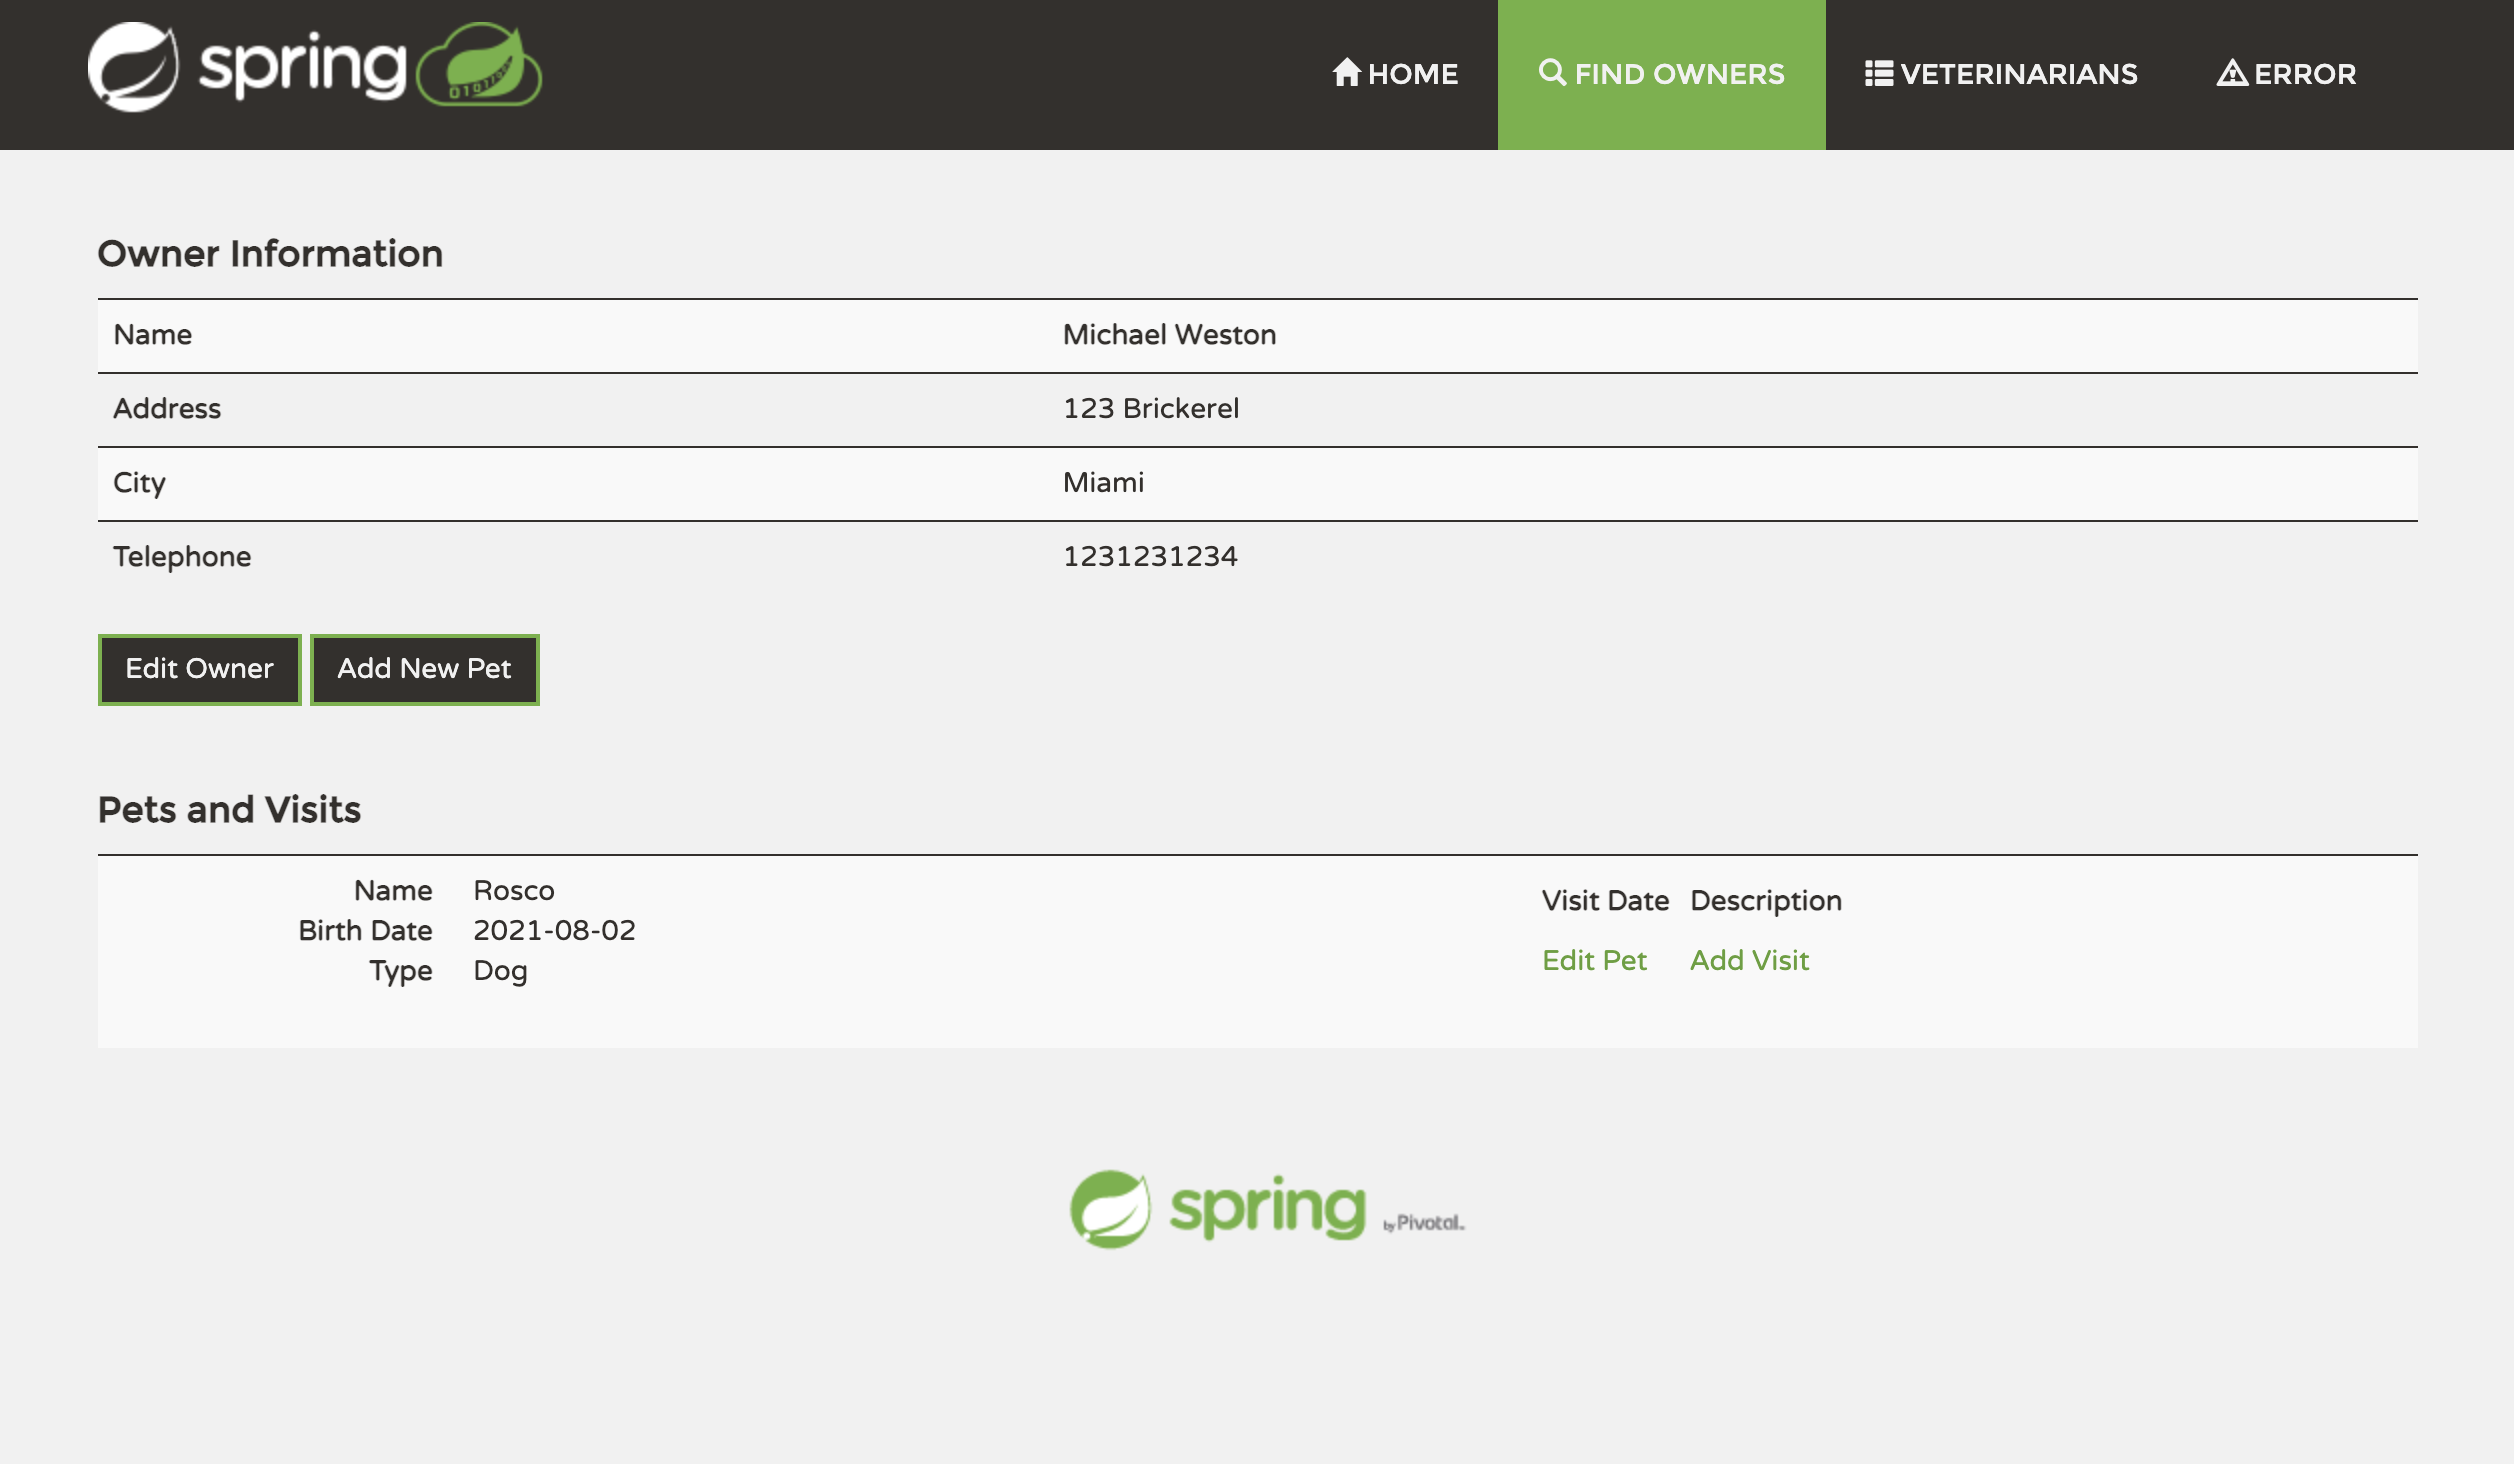 spring
HOME FIND OWNERS VETERINARIANS ERROR
Owner Information
Name Michael Weston
Address 123 Brickerel
City Miami
Telephone 1231231234
Edit Owner Add New Pet
Pets and Visits
Name Rosco
Birth Date 2021-08-02
Type Dog
Visit Date Description
Edit Pet Add Visit
spring by Pivotal